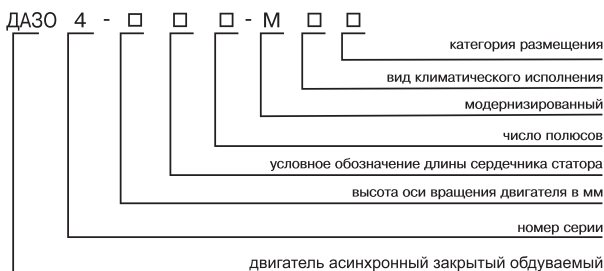 ДАЗО 4 - □ □ □ - М □ □
категория размещения
вид климатического исполнения
модернизированный
число полюсов
условное обозначение длины сердечника статора
высота оси вращения двигателя в мм
номер серии
двигатель асинхронный закрытый обдуваемый